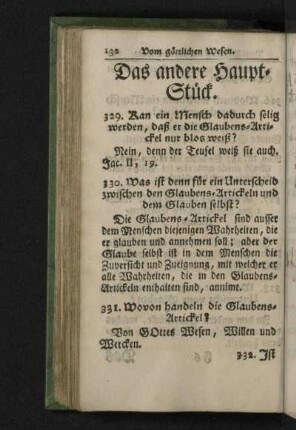 132 Vom göttlichen Wesen.
Das andere Haupt-
Stück.
329. Kan ein Mensch dadurch selig
werden, daß er die Glaubens-Arti-
ckel nur blos weiß?
Nein, denn der Teufel weiß sie auch.
Jac. II, 19.
330. Was ist denn für ein Unterscheid
zwischen den Glaubens-Artickeln und
dem Glauben selbst?
Die Glaubens-Artickel sind ausser
dem Menschen diejenigen Wahrheiten, die
er glauben und annehmen soll; aber der
Glaube selbst ist in dem Menschen die
Zuversicht und Zueignung, mit welcher er
alle Wahrheiten, die in den Glaubens-
Artickeln enthalten sind, annimt.
331. Wovon handeln die Glaubens-
Artickel?
Von GOttes Wesen, Willen und
Wercken.
332. Ist